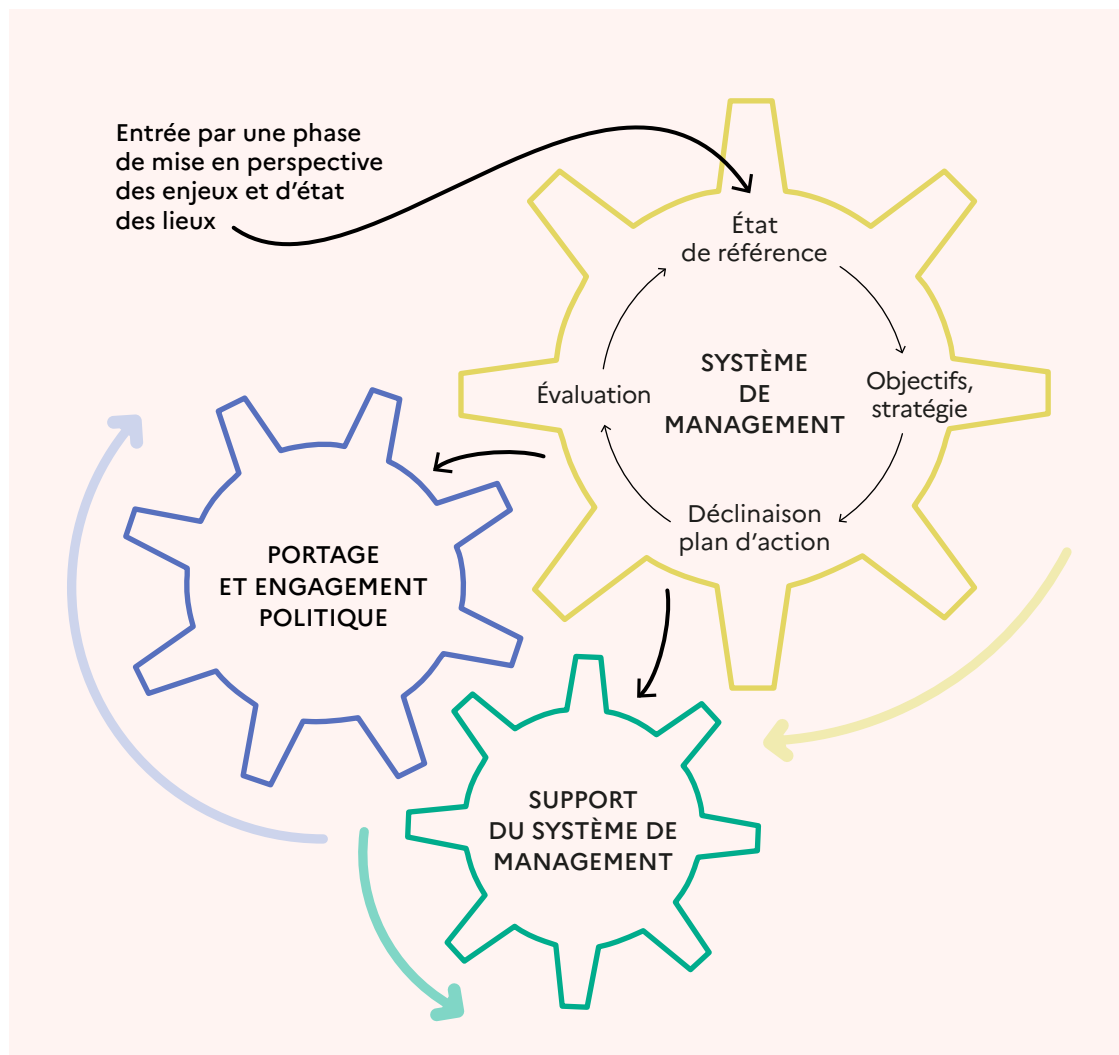 Entrée par une phase
de mise en perspective
des enjeux et d'état
des lieux
État
de référence
SYSTÈME
DE
MANAGEMENT
Objectifs,
stratégie
Évaluation
Déclinaison
plan d'action
PORTAGE
ET ENGAGEMENT
POLITIQUE
SUPPORT
DU SYSTÈME DE
MANAGEMENT